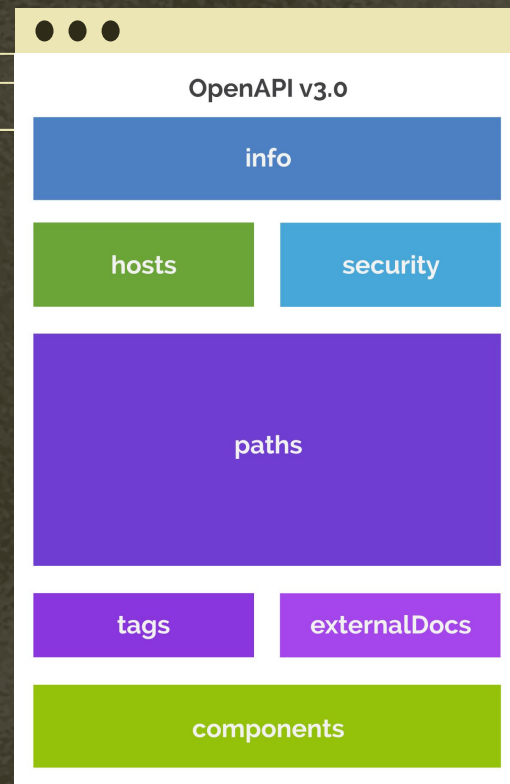 OpenAPI v3.0
info
hosts
security
paths
tags
externalDocs
components